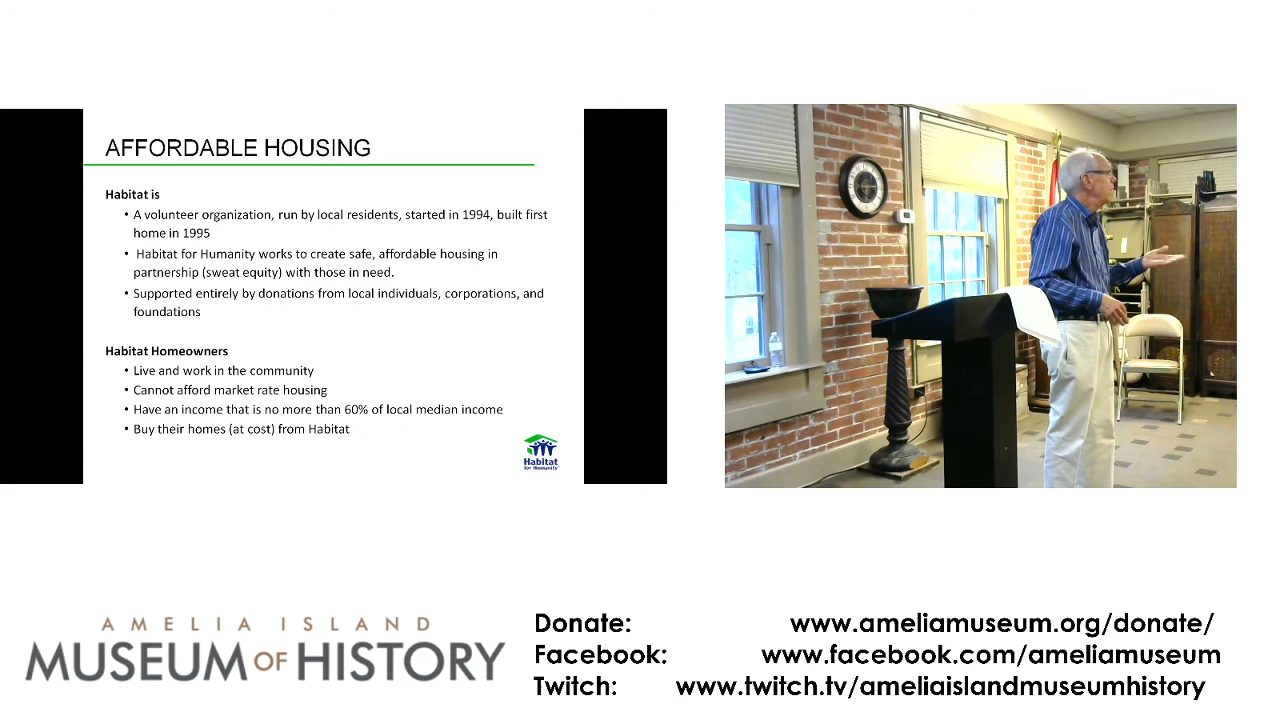 AFFORDABLE HOUSING
Habitat is
• A volunteer organization, run by local residents, started in 1994, built first
home in 1995
• Habitat for Humanity works to create safe, affordable housing in
partnership (sweat equity) with those in need.
• Supported entirely by donations from local individuals, corporations, and
foundations
Habitat Homeowners
• Live and work in the community
• Cannot afford market rate housing
• Have an income that is no more than 60% of local median income
• Buy their homes (at cost) from Habitat
Habitat
for Humanity
AMELIA ISLAND
MUSEUM OF HISTORY
Donate: www.ameliamuseum.org/donate/
Facebook: www.facebook.com/ameliamuseum
Twitch: www.twitch.tv/ameliaislandmuseumhistory